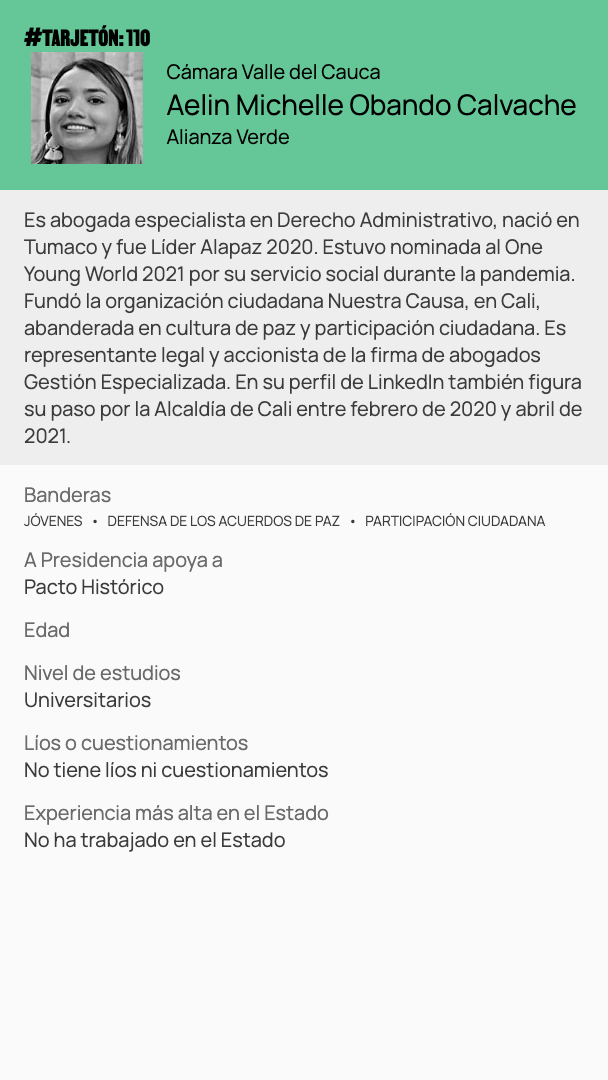 #TARJETÓN: 110
Cámara Valle del Cauca
Aelin Michelle Obando Calvache
Alianza Verde
Es abogada especialista en Derecho Administrativo, nació en
Tumaco y fue Líder Alapaz 2020. Estuvo nominada al One
Young World 2021 por su servicio social durante la pandemia.
Fundó la organización ciudadana Nuestra Causa, en Cali,
abanderada en cultura de paz y participación ciudadana. Es
representante legal y accionista de la firma de abogados
Gestión Especializada. En su perfil de LinkedIn también figura
su paso por la Alcaldía de Cali entre febrero de 2020 y abril de
2021.
Banderas
JÓVENES • DEFENSA DE LOS ACUERDOS DE PAZ • PARTICIPACIÓN CIUDADANA
A Presidencia apoya a
Pacto Histórico
Edad
Nivel de estudios
Universitarios
Líos o cuestionamientos
No tiene líos ni cuestionamientos
Experiencia más alta en el Estado
No ha trabajado en el Estado